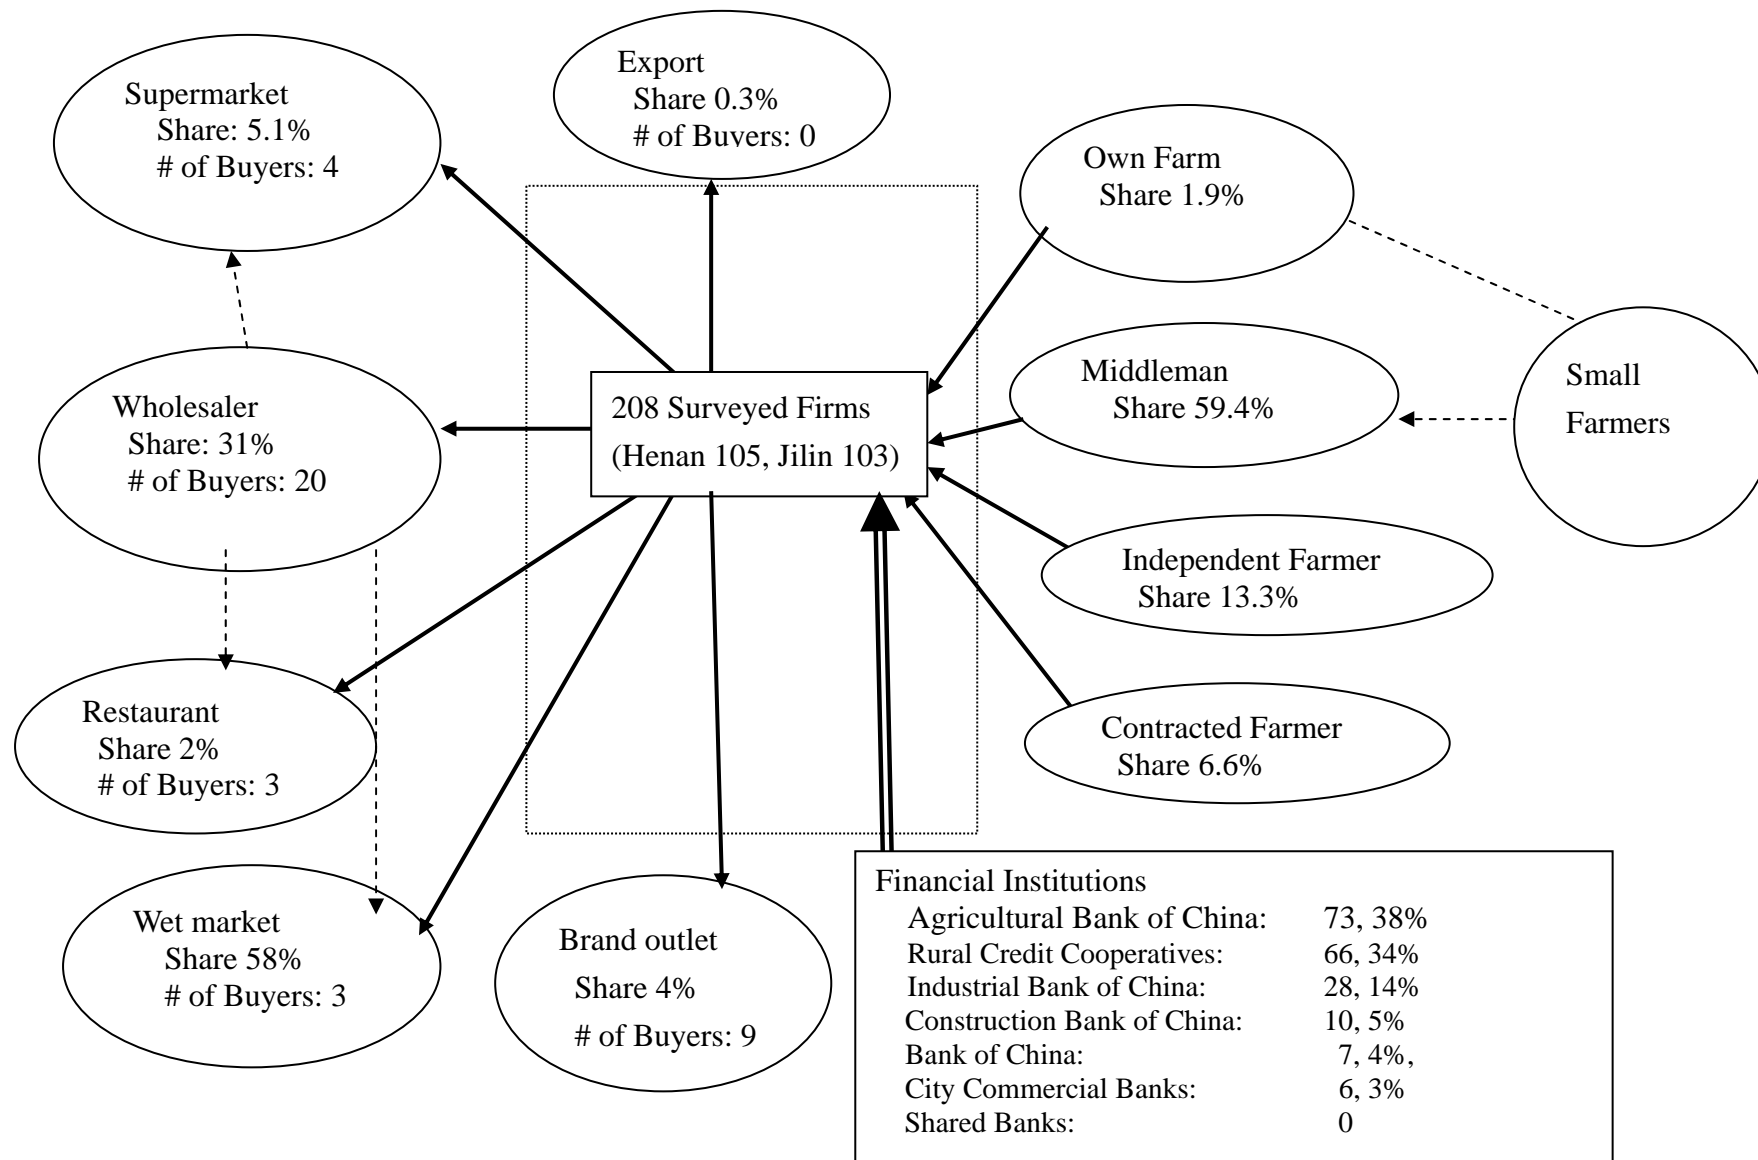 Export
Share 0.3%
# of Buyers: 0
Supermarket
Share: 5.1%
# of Buyers: 4
Own Farm
Share 1.9%
Wholesaler
Share: 31%
# of Buyers: 20
208 Surveyed Firms
(Henan 105, Jilin 103)
Middleman
Share 59.4%
Small
Farmers
Independent Farmer
Share 13.3%
Restaurant
Share 2%
# of Buyers: 3
Contracted Farmer
Share 6.6%
Wet market
Share 58%
# of Buyers: 3
Brand outlet
Share 4%
# of Buyers: 9
Financial Institutions
Agricultural Bank of China: 73, 38%
Rural Credit Cooperatives: 66, 34%
Industrial Bank of China: 28, 14%
Construction Bank of China: 10, 5%
Bank of China: 7, 4%,
City Commercial Banks: 6, 3%
Shared Banks: 0